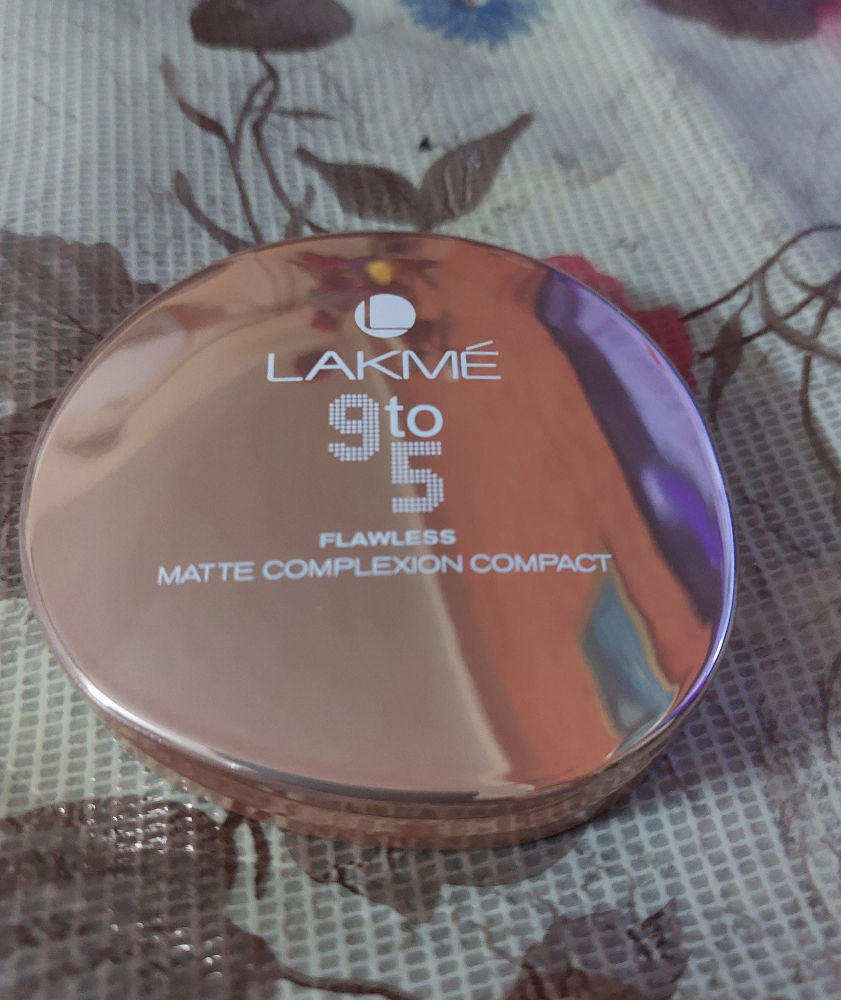 L
LAKMÉ
9to
5
FLAWLESS
MATTE COMPLEXION COMPACT